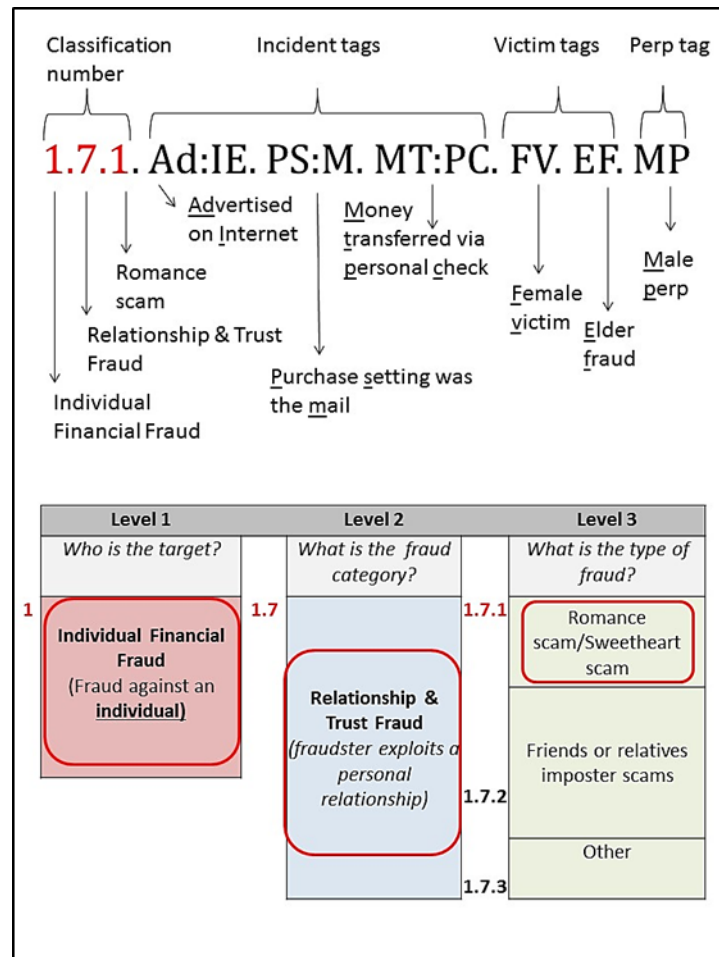 Classification
number
Incident tags
Victim tags
Perp tag
1.7.1. Ad:IE. PS:M. MT:PC. FV. EF. MP
Advertised
on Internet
Money
transferred via
personal check
Male
perp
Romance
scam
Female
victim
Elder
fraud
Relationship & Trust
Fraud
Purchase setting was
the mail
Individual
Financial Fraud
Level 1
Level 2
Level 3
Who is the target?
What is the fraud
category?
What is the type of
fraud?
1
Individual Financial
Fraud
(Fraud against an
individual)
1.7
Relationship &
Trust Fraud
(fraudster exploits a
personal
relationship)
1.7.1
Romance
scam/Sweetheart
scam
Friends or relatives
imposter scams
1.7.2
Other
1.7.3